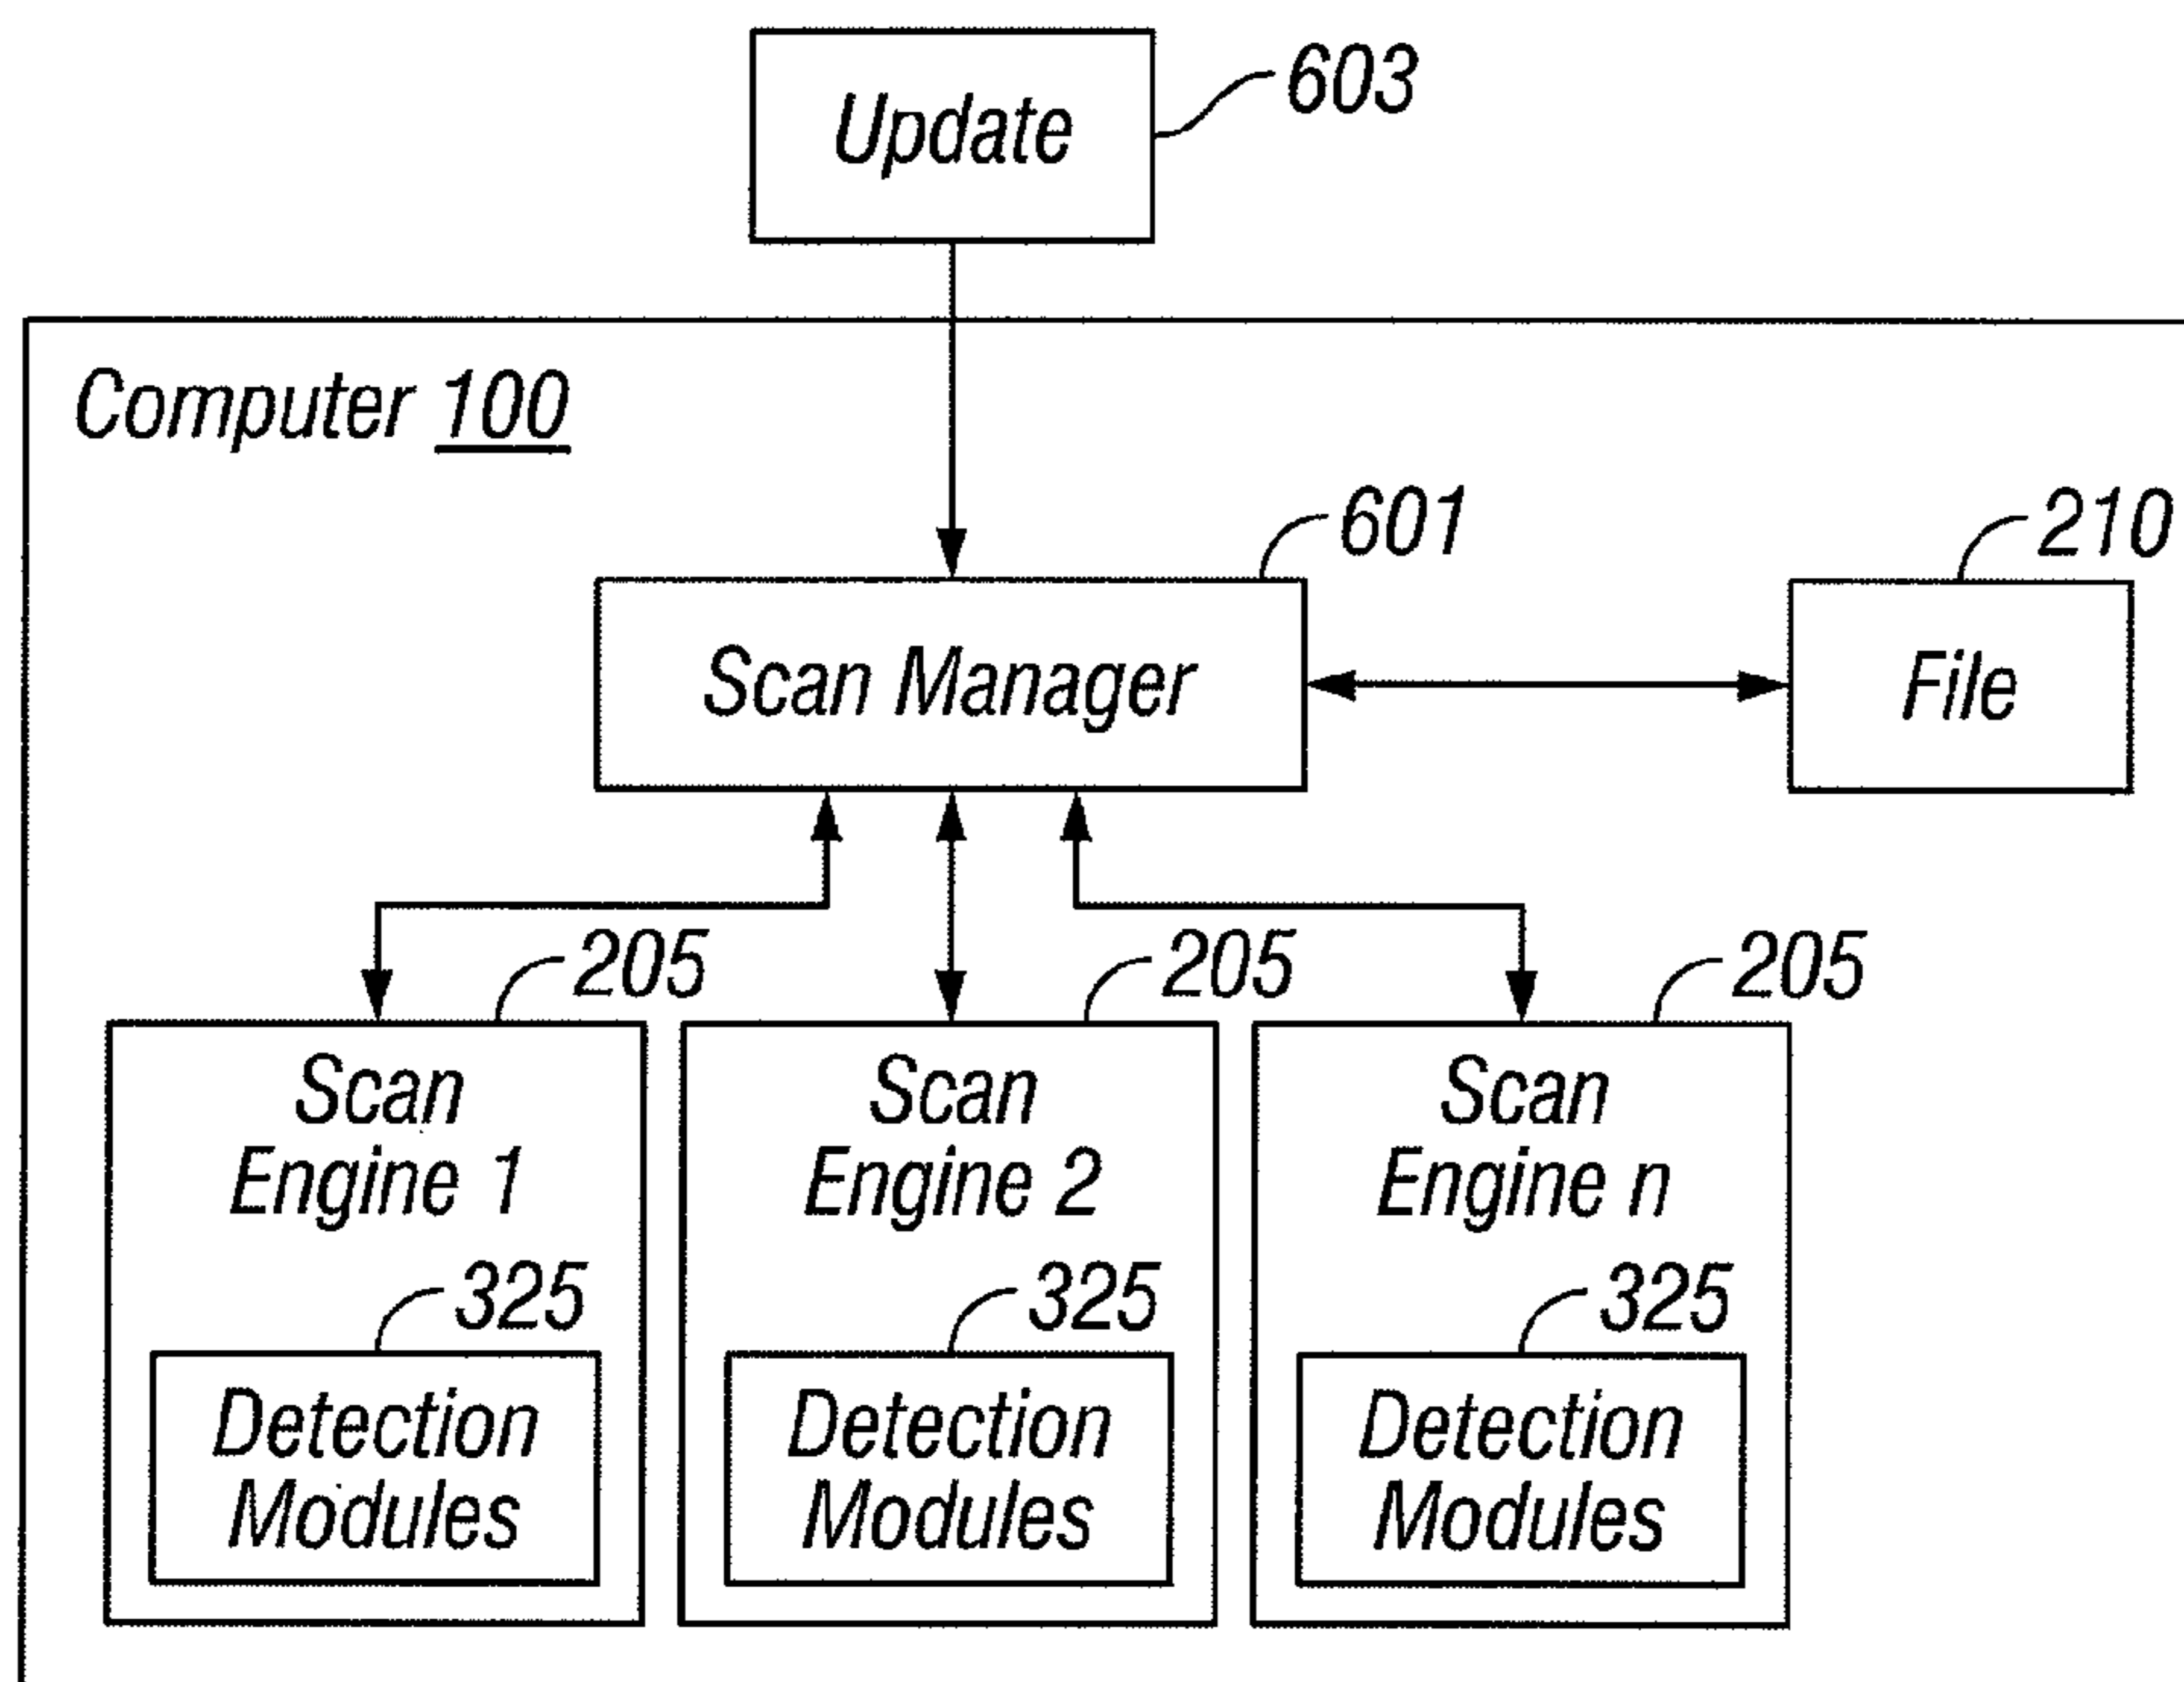 Update
603
Computer 100
601
210
Scan Manager
File
205
205
205
Scan
Engine 1
325
Detection
Modules
Scan
Engine 2
325
Detection
Modules
Scan
Engine n
325
Detection
Modules